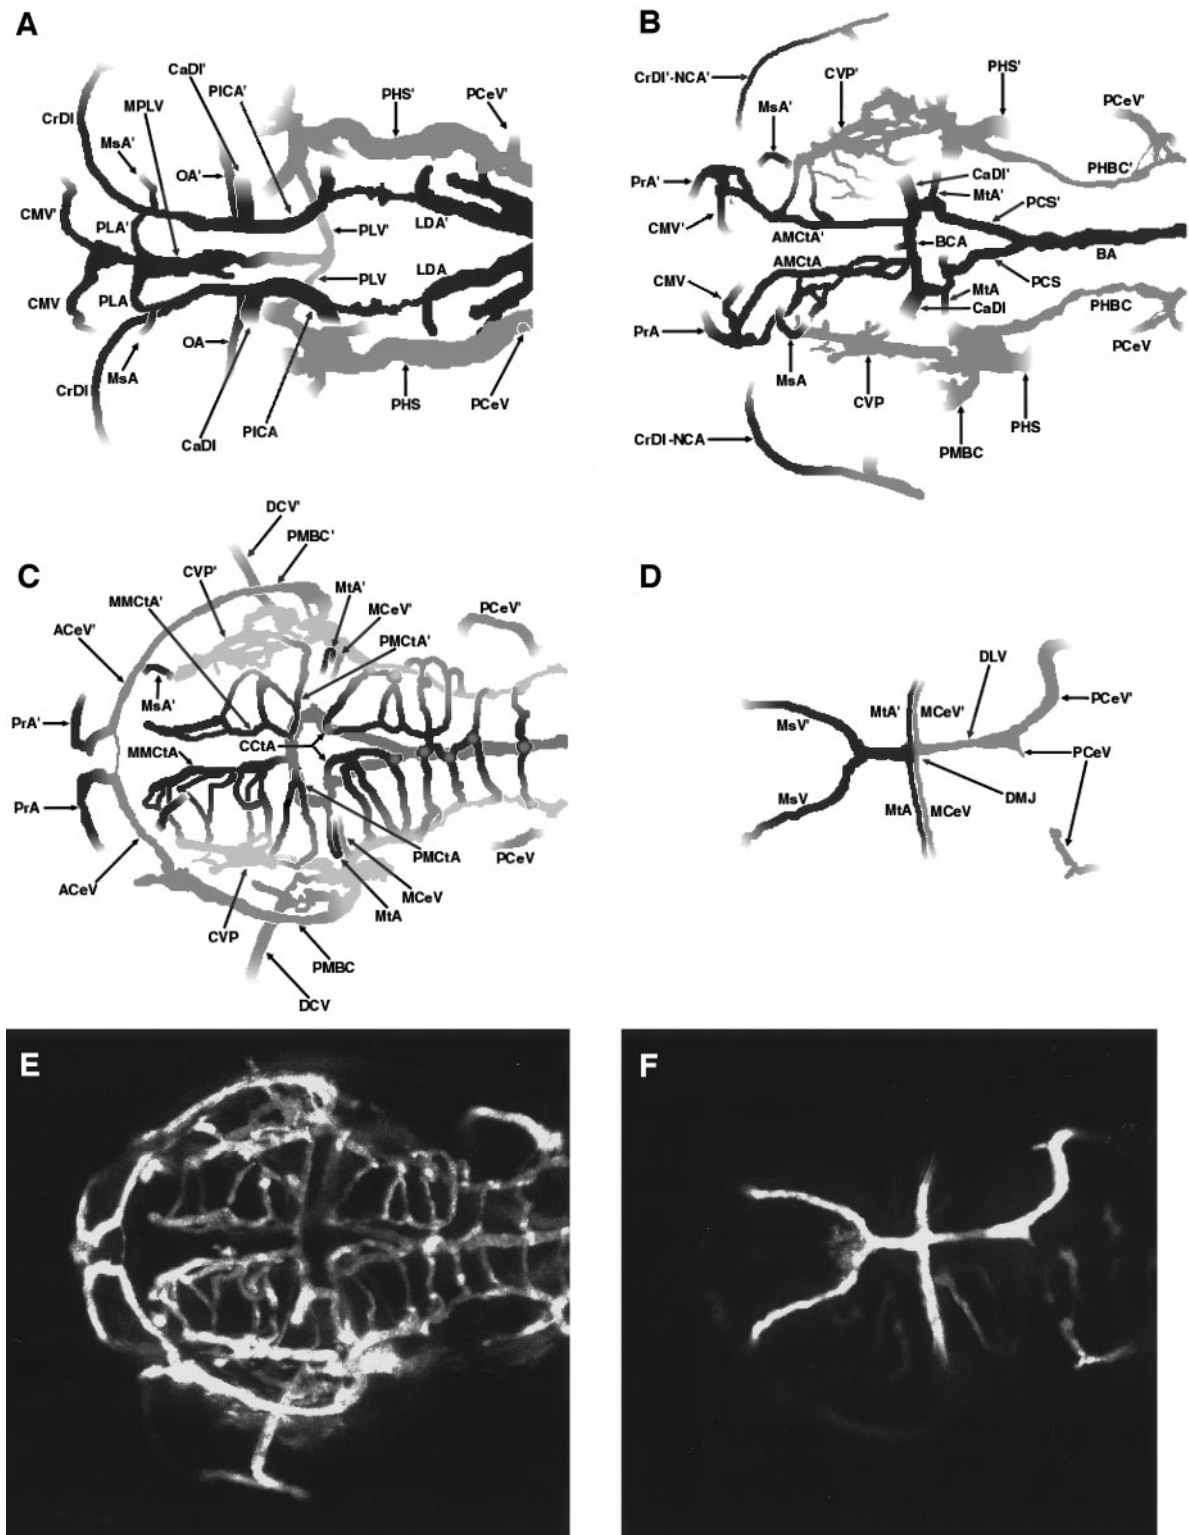 A
CaDI'
PICA'
MPLV
PHS'
PCeV'
CrDI
MsA'
OA'
CMV'
PLA'
PLV'
LDA'
PLV
LDA
CMV
PLA
OA
MsA
CrDI
PHS
PCeV
PICA
CaDI
B
CrDI'-NCA'
CVP'
PHS'
MsA'
PCeV'
PrA'
CaDI'
PHBC'
MtA'
PCS'
CMV'
AMCtA'
BCA
BA
AMCtA
CMV
PCS
MtA
CaDI
PHBC
PrA
PCeV
MsA
CVP
PHS
CrDI-NCA
PMBC
C
DCV'
PMBC'
CVP'
MtA'
MMCtA'
MCeV'
PCeV'
ACeV'
PMCtA'
MsA'
PrA'
CCtA
MMCtA
PrA
PMCtA
PCeV
ACeV
MCeV
MtA
CVP
PMBC
DCV
D
DLV
MsV'
MtA'
MCeV'
PCeV'
PCeV
MsV
MtA
MCeV
DMJ
E
F